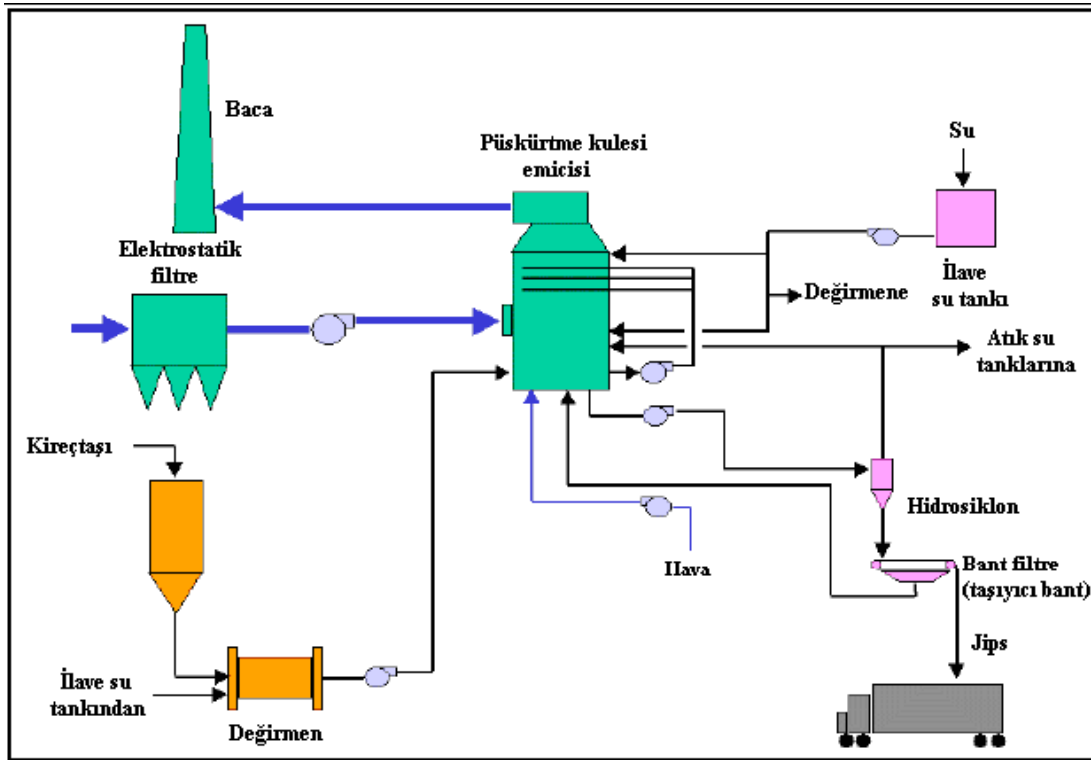 Baca
Püskürtme kulesi
emicisi
Su
Elektrostatik
filtre
İlave
su tankı
Değirmene
Atık su
tanklarına
Kireçtaşı
Hidrosiklon
Hava
Bant filtre
(taşıyıcı bant)
Jips
İlave su
tankından
Değirmen